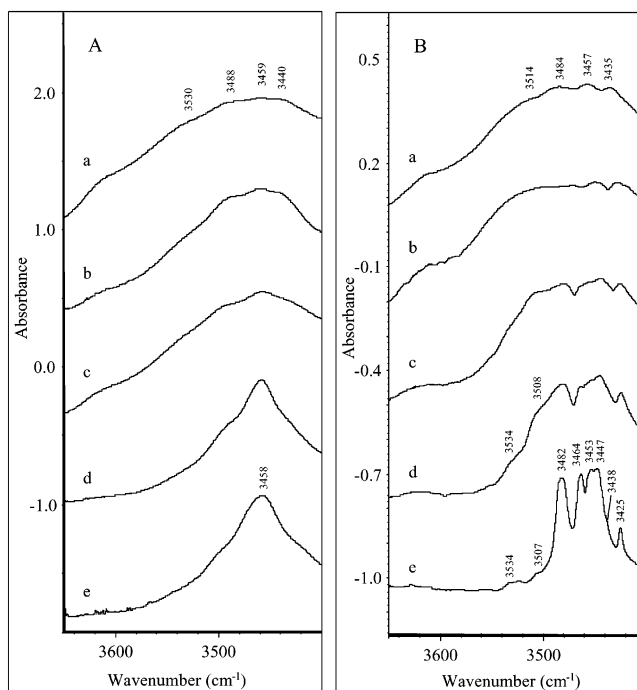 A
3530
3488
3459
3440
2.0
a
1.0
b
Absorbance
c
0.0
d
3458
-1.0
e
3600
3500
Wavenumber (cm-1)
B
0.5
3514
3484
3457
3435
a
0.2
b
-0.1
Absorbance
c
-0.4
3508
d
3534
3482
3464
3453
3447
3438
-0.7
3425
e
3534
3507
-1.0
3600
3500
Wavenumber (cm-1)